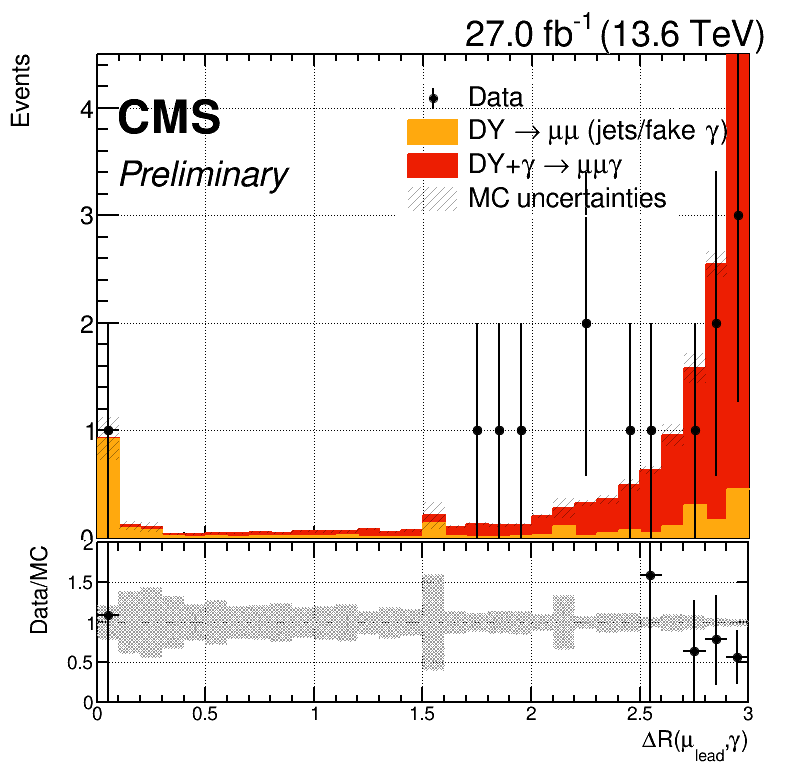 27.0 fb⁻¹ (13.6 TeV)
Events
CMS
Preliminary
Data
DY → μμ (jets/fake γ)
DY+γ → μμγ
MC uncertainties
4
3
2
1
0
Data/MC
2
1.5
1
0.5
0
0 0.5 1 1.5 2 2.5 3
ΔR(μ_lead,γ)